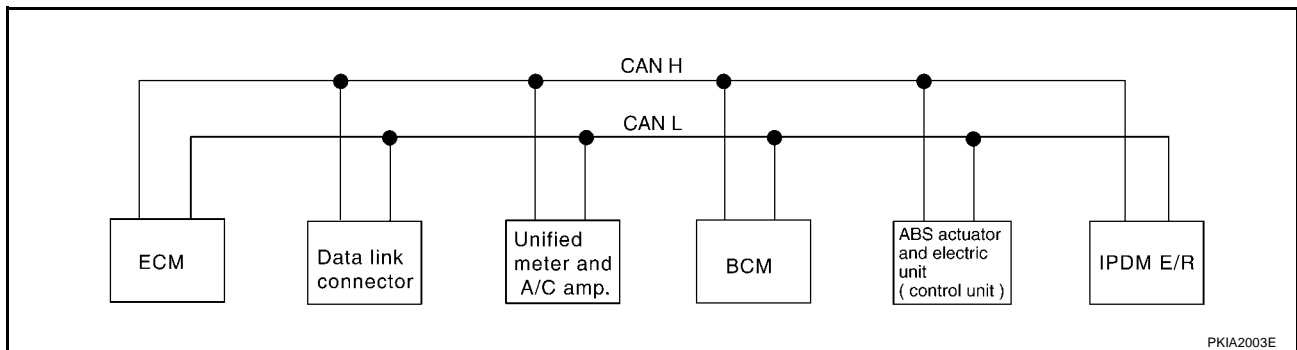 CAN H
CAN L
ECM
Data link
connector
Unified
meter and
A/C amp.
BCM
ABS actuator
and electric
unit
( control unit )
IPDM E/R
PKIA2003E